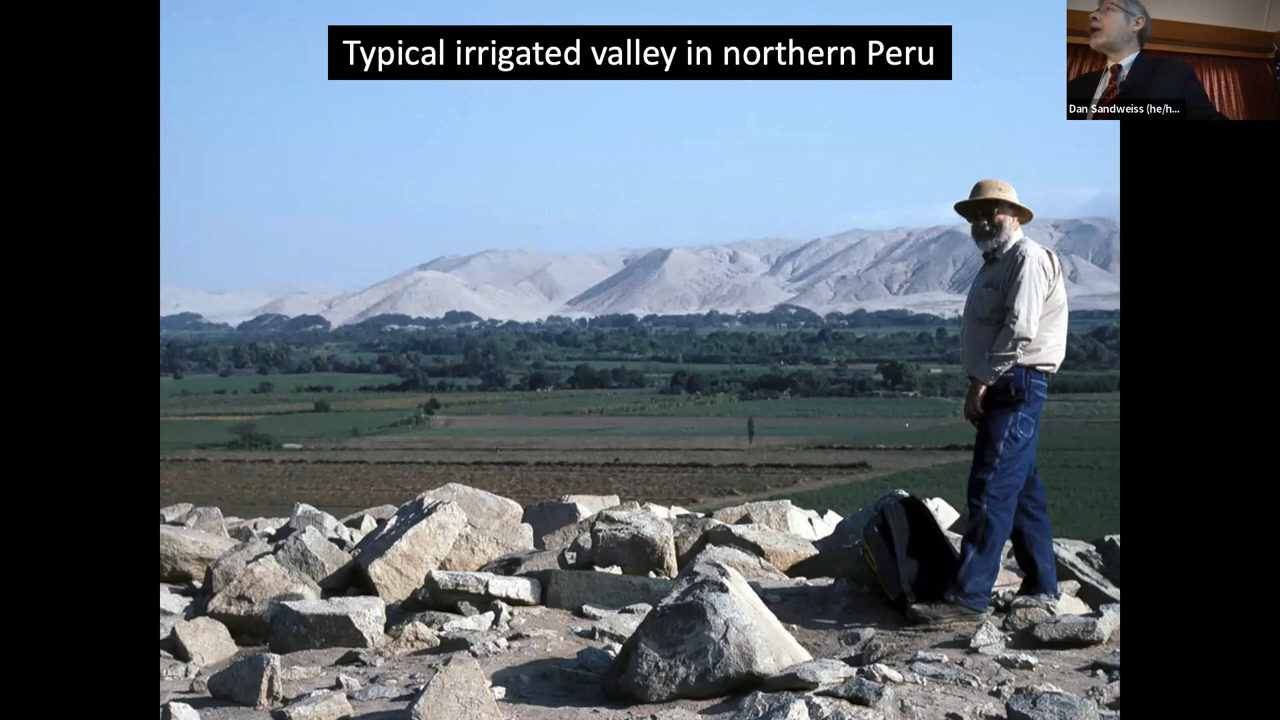 Typical irrigated valley in northern Peru
Dan Sandweiss (he/h...